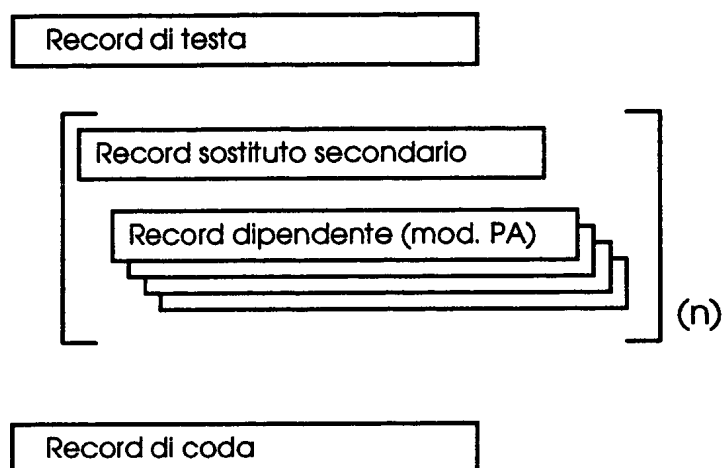 Record di testa
Record sostituto secondario
Record dipendente (mod. PA)
(n)
Record di coda